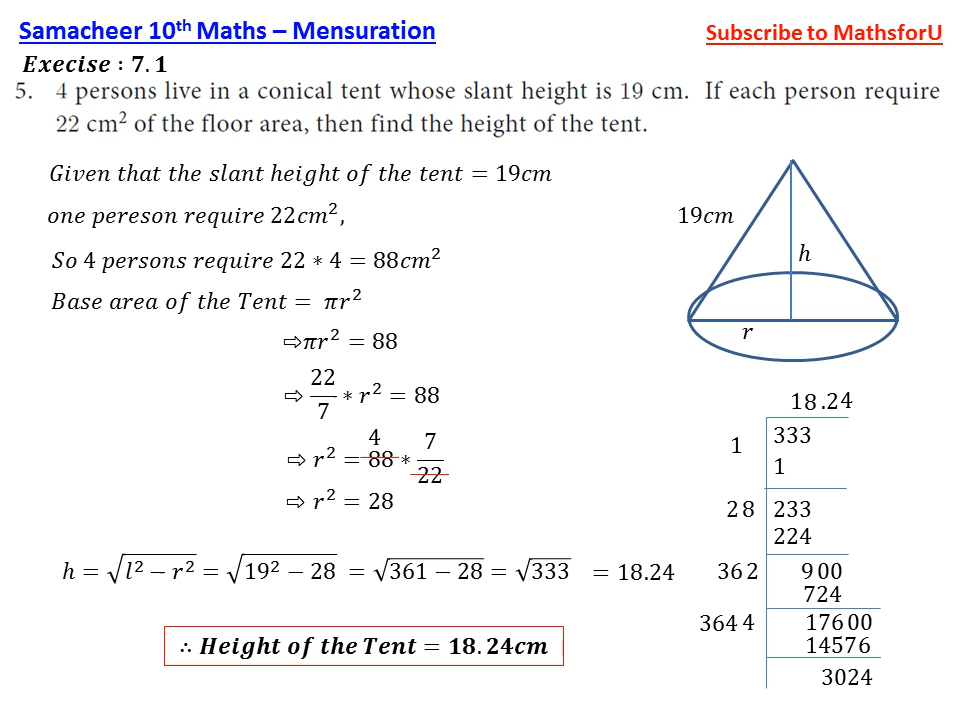 Samacheer 10th Maths – Mensuration
Subscribe to MathsforU
Execise : 7.1
5. 4 persons live in a conical tent whose slant height is 19 cm. If each person require
22 cm² of the floor area, then find the height of the tent.
Given that the slant height of the tent = 19cm
one pereson require 22cm²,
So 4 persons require 22 * 4 = 88cm²
Base area of the Tent = πr²
⇨πr² = 88
⇨ 22/7 * r² = 88
4
⇨ r² = 88 * 7/22
⇨ r² = 28
h = √(l² − r²) = √(19² − 28) = √(361 − 28) = √333 = 18.24
∴ Height of the Tent = 18.24cm
19cm
h
r
18.24
1 333
1
28 233
224
362 900
724
3644 17600
14576
3024